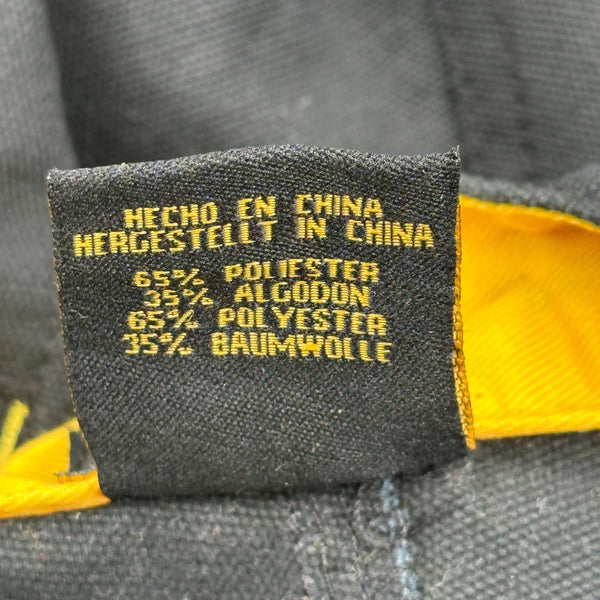 HECHO EN CHINA
HERGESTELLT IN CHINA
65% POLIESTER
35% ALGODON
65% POLYESTER
35% BAUMWOLLE